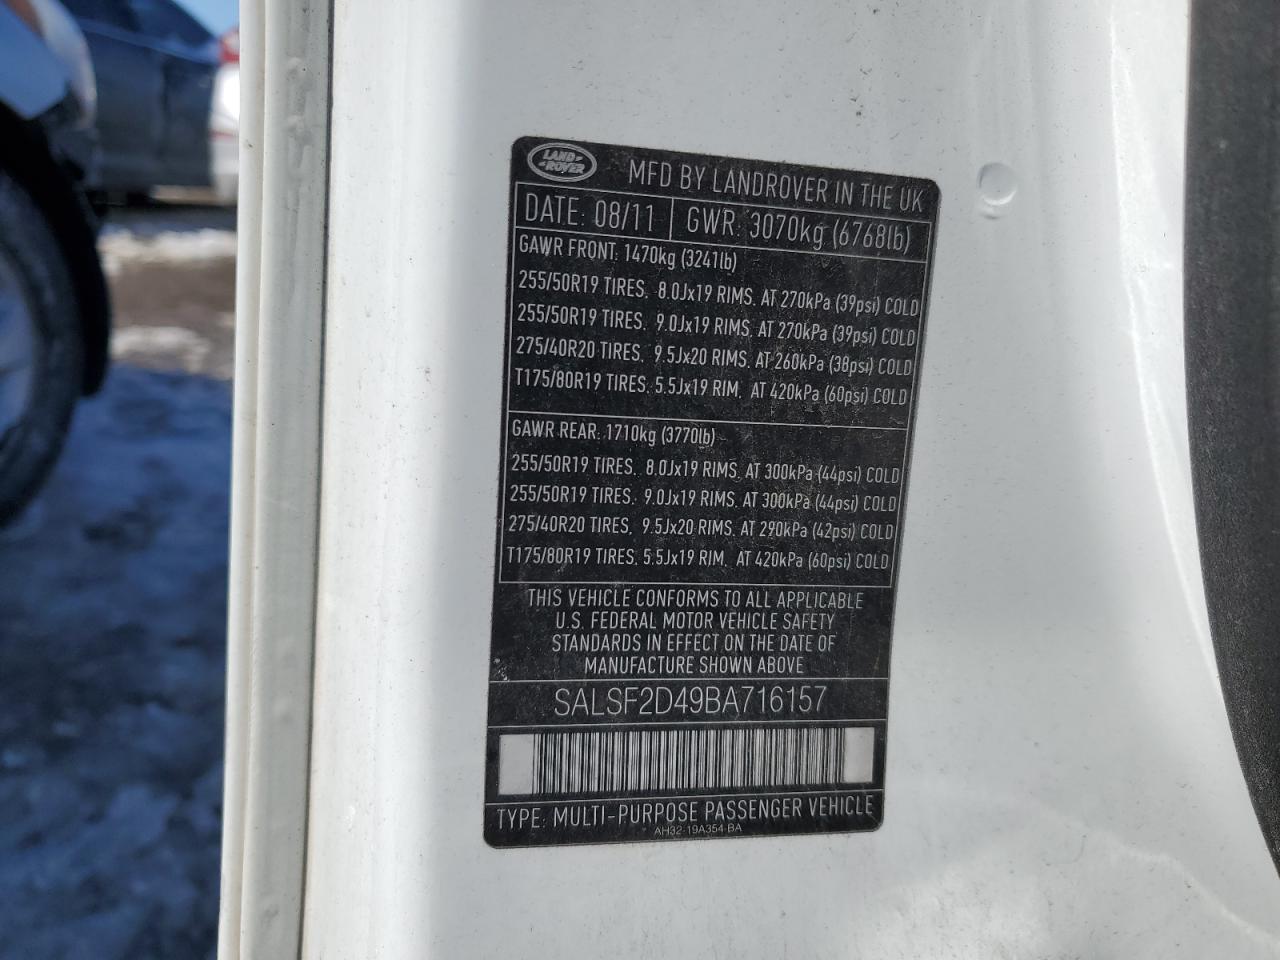 LAND ROVER
MFD BY LANDROVER IN THE UK
DATE: 08/11 GWR: 3070kg (6768lb)
GAWR FRONT: 1470kg (3241lb)
255/50R19 TIRES, 8.0Jx19 RIMS, AT 270kPa (39psi) COLD
255/50R19 TIRES, 9.0Jx19 RIMS, AT 270kPa (39psi) COLD
275/40R20 TIRES, 9.5Jx20 RIMS, AT 260kPa (38psi) COLD
T175/80R19 TIRES, 5.5Jx19 RIM, AT 420kPa (60psi) COLD
GAWR REAR: 1710kg (3770lb)
255/50R19 TIRES, 8.0Jx19 RIMS, AT 300kPa (44psi) COLD
255/50R19 TIRES, 9.0Jx19 RIMS, AT 300kPa (44psi) COLD
275/40R20 TIRES, 9.5Jx20 RIMS, AT 290kPa (42psi) COLD
T175/80R19 TIRES, 5.5Jx19 RIM, AT 420kPa (60psi) COLD
THIS VEHICLE CONFORMS TO ALL APPLICABLE
U.S. FEDERAL MOTOR VEHICLE SAFETY
STANDARDS IN EFFECT ON THE DATE OF
MANUFACTURE SHOWN ABOVE
SALSF2D49BA716157
TYPE: MULTI-PURPOSE PASSENGER VEHICLE
AH32-19A354-BA